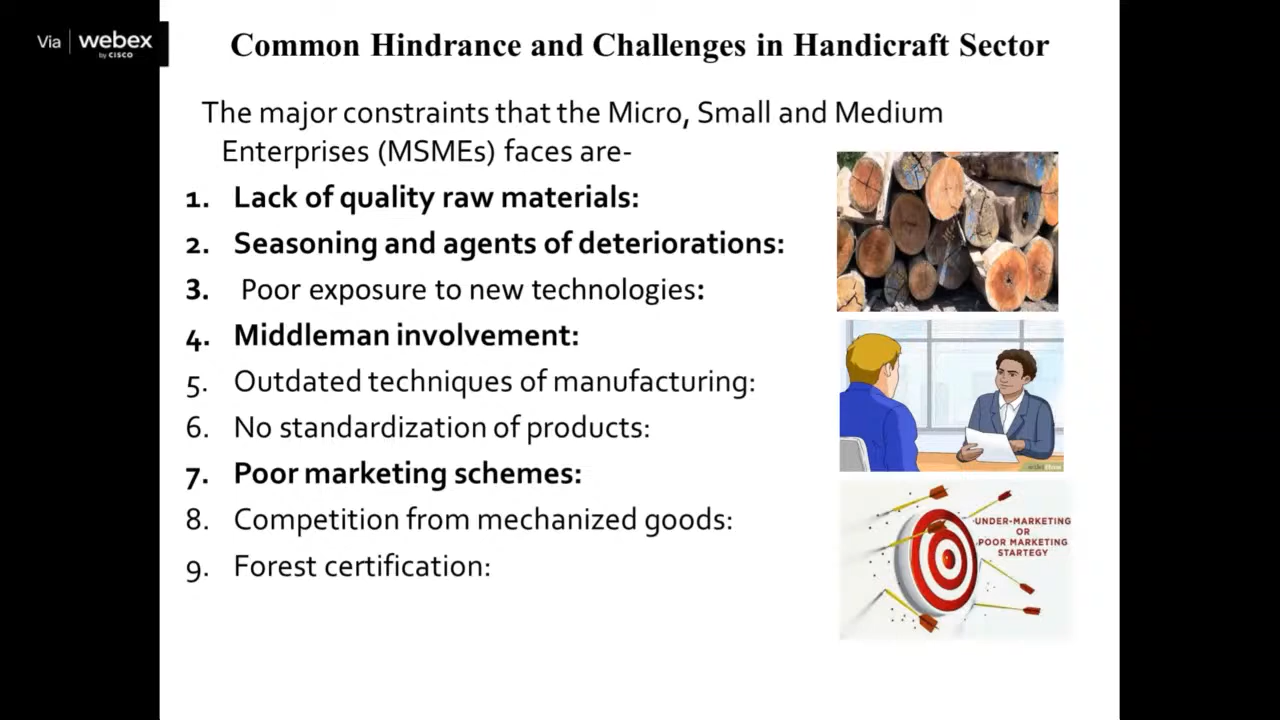 Via webex
by CISCO
Common Hindrance and Challenges in Handicraft Sector
The major constraints that the Micro, Small and Medium
Enterprises (MSMEs) faces are-
1. Lack of quality raw materials:
2. Seasoning and agents of deteriorations:
3. Poor exposure to new technologies:
4. Middleman involvement:
5. Outdated techniques of manufacturing:
6. No standardization of products:
7. Poor marketing schemes:
8. Competition from mechanized goods:
9. Forest certification:
wikiHow
UNDER-MARKETING
OR
POOR MARKETING
STARTEGY